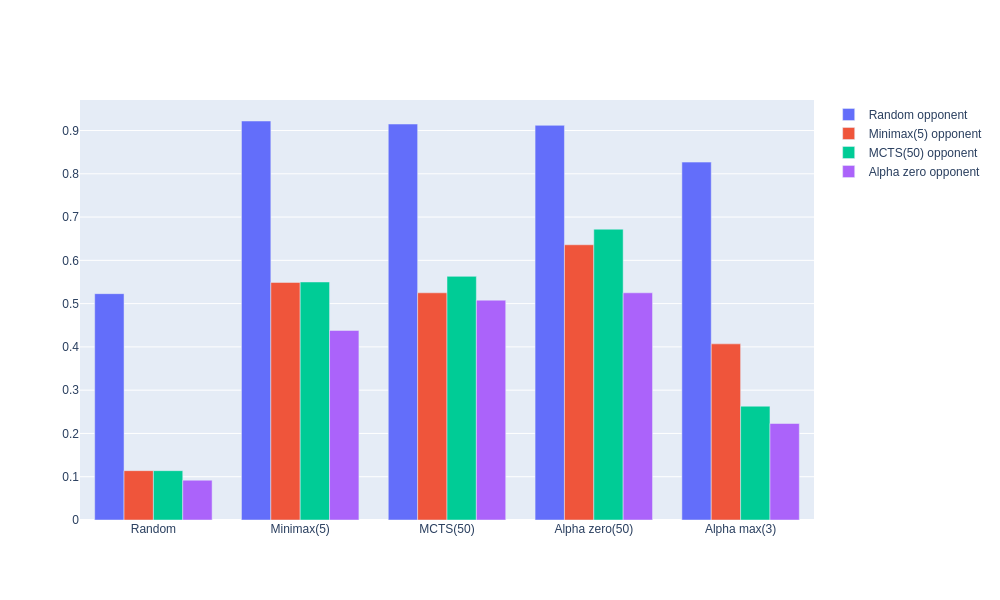 0.9
0.8
0.7
0.6
0.5
0.4
0.3
0.2
0.1
0
Random
Minimax(5)
MCTS(50)
Alpha zero(50)
Alpha max(3)
Random opponent
Minimax(5) opponent
MCTS(50) opponent
Alpha zero opponent